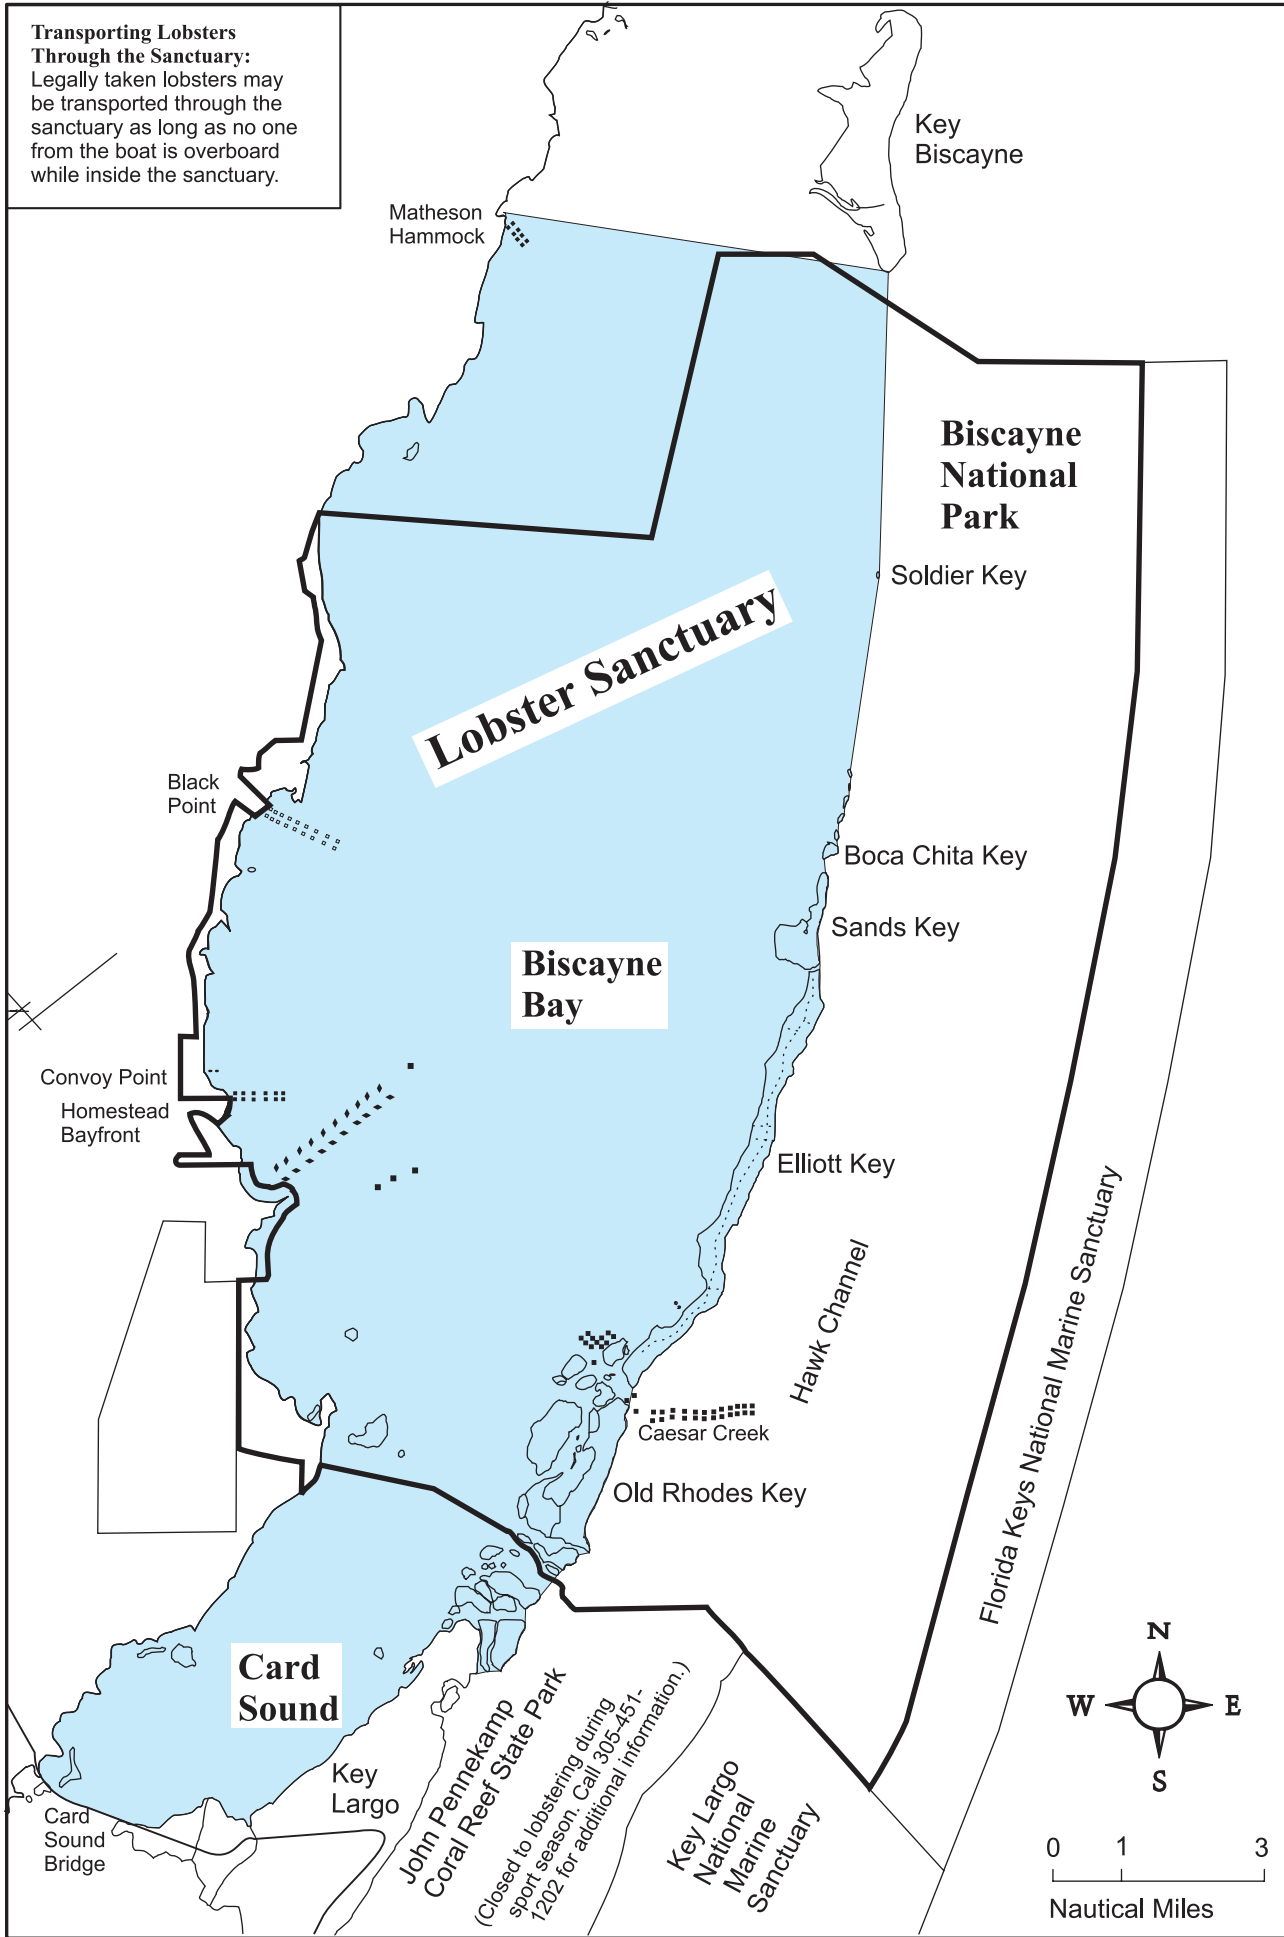 Transporting Lobsters
Through the Sanctuary:
Legally taken lobsters may
be transported through the
sanctuary as long as no one
from the boat is overboard
while inside the sanctuary.
Key
Biscayne
Matheson
Hammock
Biscayne
National
Park
Soldier Key
Lobster Sanctuary
Black
Point
Boca Chita Key
Sands Key
Biscayne
Bay
Convoy Point
Homestead
Bayfront
Elliott Key
Hawk Channel
Florida Keys National Marine Sanctuary
Caesar Creek
Old Rhodes Key
Card
Sound
Key
Largo
Card
Sound
Bridge
John Pennekamp
Coral Reef State Park
(Closed to lobstering during
sport season. Call 305-451-
1202 for additional information.)
Key Largo
National
Marine
Sanctuary
N
W E
S
0 1 3
Nautical Miles